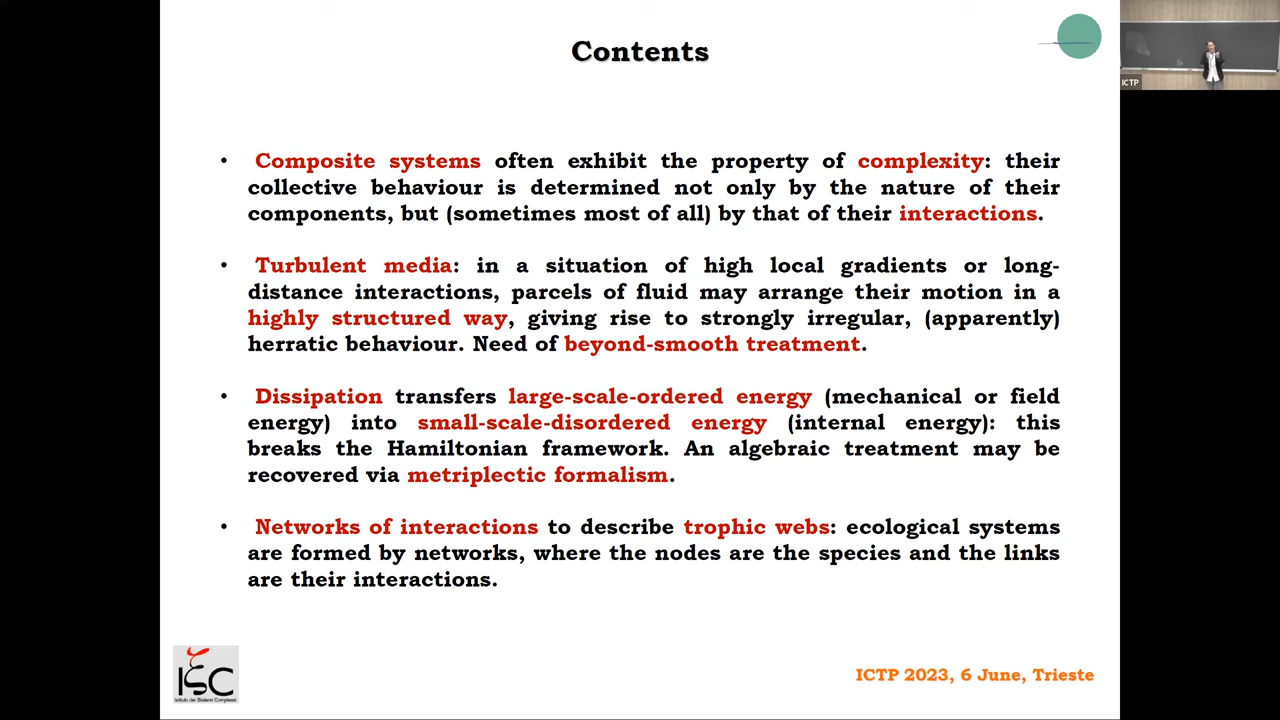 Contents
• Composite systems often exhibit the property of complexity: their
collective behaviour is determined not only by the nature of their
components, but (sometimes most of all) by that of their interactions.
• Turbulent media: in a situation of high local gradients or long-
distance interactions, parcels of fluid may arrange their motion in a
highly structured way, giving rise to strongly irregular, (apparently)
herratic behaviour. Need of beyond-smooth treatment.
• Dissipation transfers large-scale-ordered energy (mechanical or field
energy) into small-scale-disordered energy (internal energy): this
breaks the Hamiltonian framework. An algebraic treatment may be
recovered via metriplectic formalism.
• Networks of interactions to describe trophic webs: ecological systems
are formed by networks, where the nodes are the species and the links
are their interactions.
ISC
Istituto dei Sistemi Complessi
ICTP 2023, 6 June, Trieste
ICTP